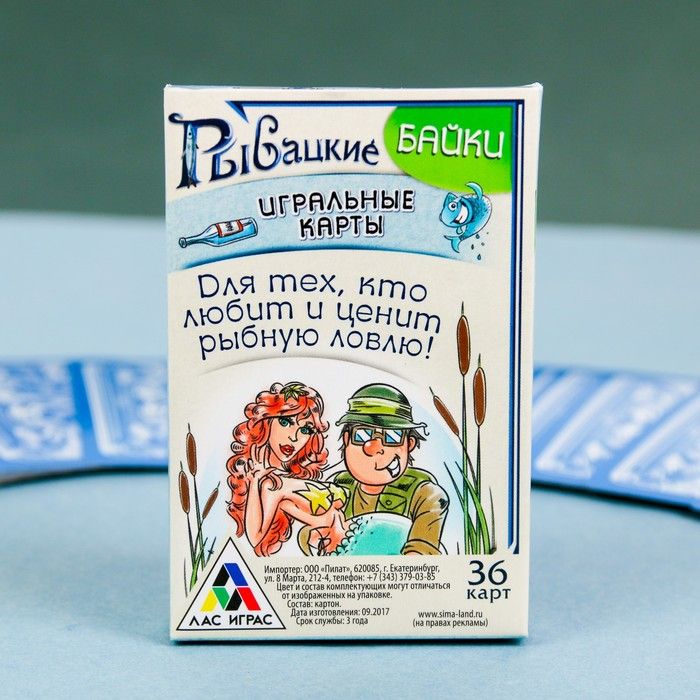 Рыбацкие
БАЙКИ
ИГРАЛЬНЫЕ
КАРТЫ
Для тех, кто
любит и ценит
рыбную ловлю!
ЛАС ИГРАС
Импортер: ООО "Пилат", 620085, г. Екатеринбург,
ул. 8 Марта, 212-4, телефон: +7 (343) 379-03-85
Цвет и состав комплектующих могут отличаться
от изображенных на упаковке.
Состав: картон.
Дата изготовления: 09.2017
Срок службы: 3 года
36
карт
www.sima-land.ru
(на правах рекламы)